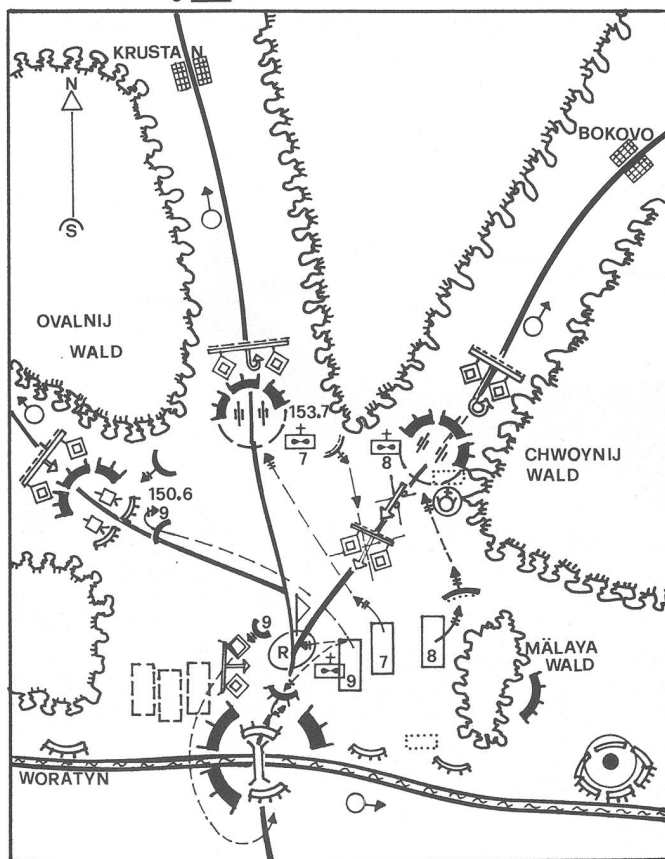 KRUSTA N
N
BOKOVO
S
OVALNIJ
WALD
153.7
7
8
CHWOYNIJ
WALD
150.6
9
9
R
9
7
8
MÄLAYA
WALD
WORATYN